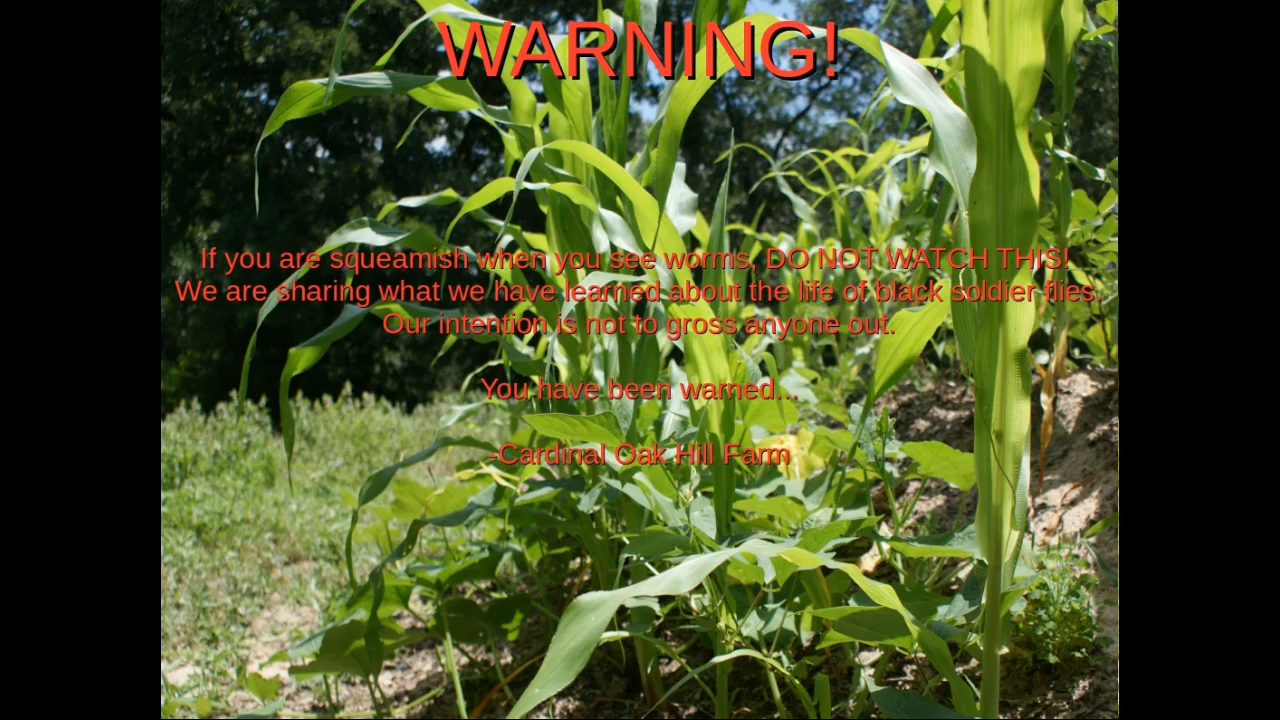 WARNING!
If you are squeamish when you see worms, DO NOT WATCH THIS!
We are sharing what we have learned about the life of black soldier flies.
Our intention is not to gross anyone out.
You have been warned...
-Cardinal Oak Hill Farm